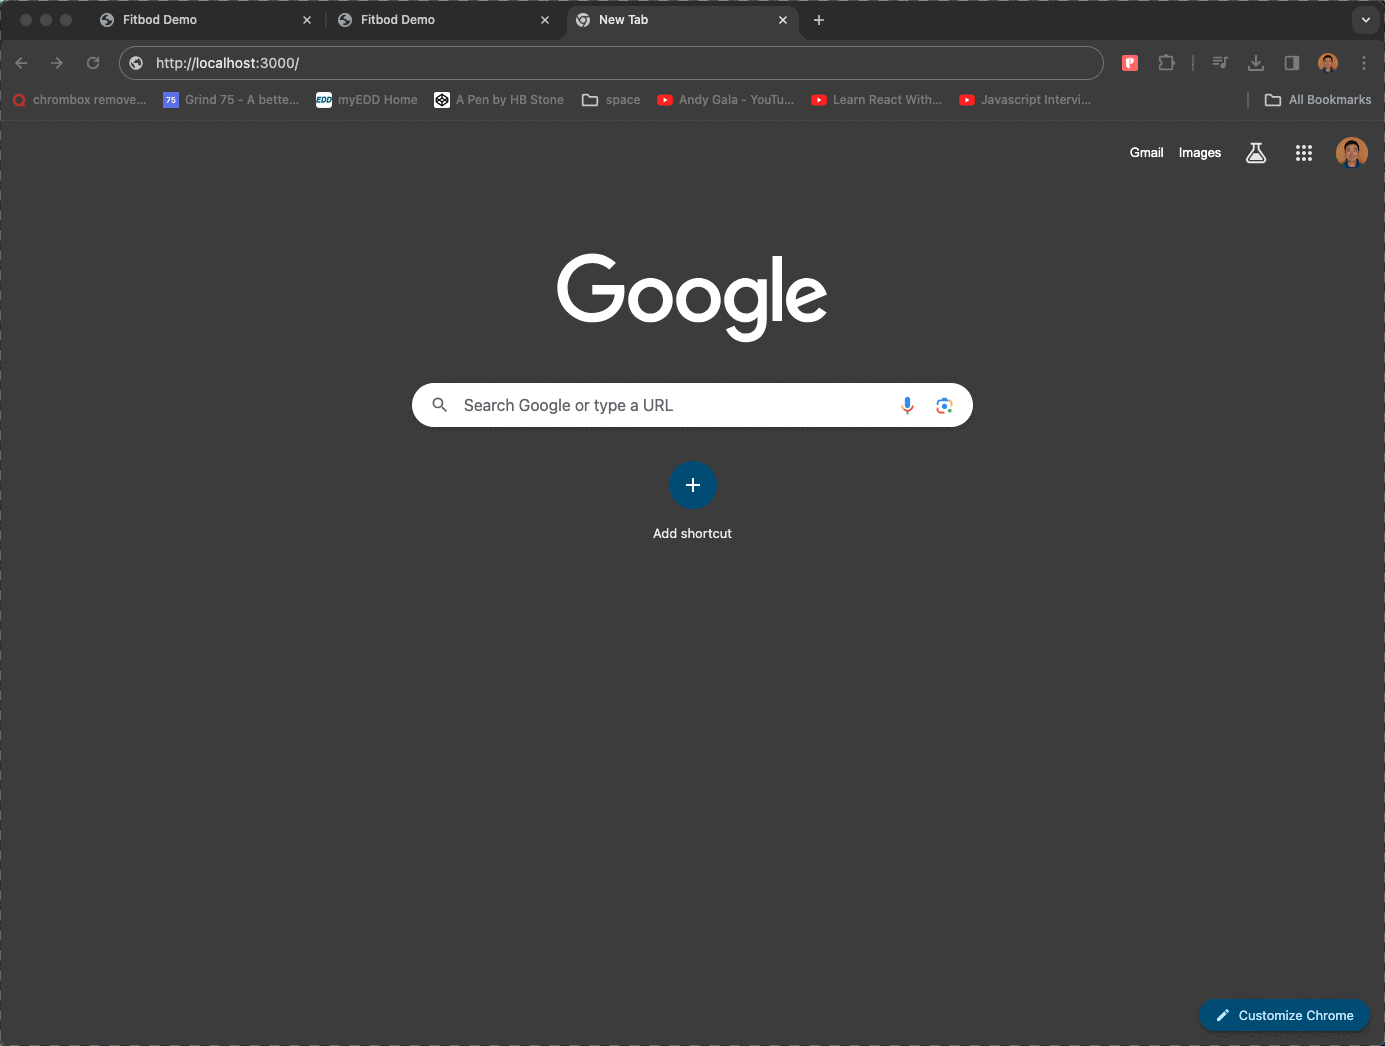 Fitbod Demo
Fitbod Demo
New Tab
http://localhost:3000/
chrombox remove...
75 Grind 75 - A bette...
EDD myEDD Home
A Pen by HB Stone
space
Andy Gala - YouTu...
Learn React With...
Javascript Intervi...
All Bookmarks
Gmail
Images
Google
Search Google or type a URL
Add shortcut
Customize Chrome